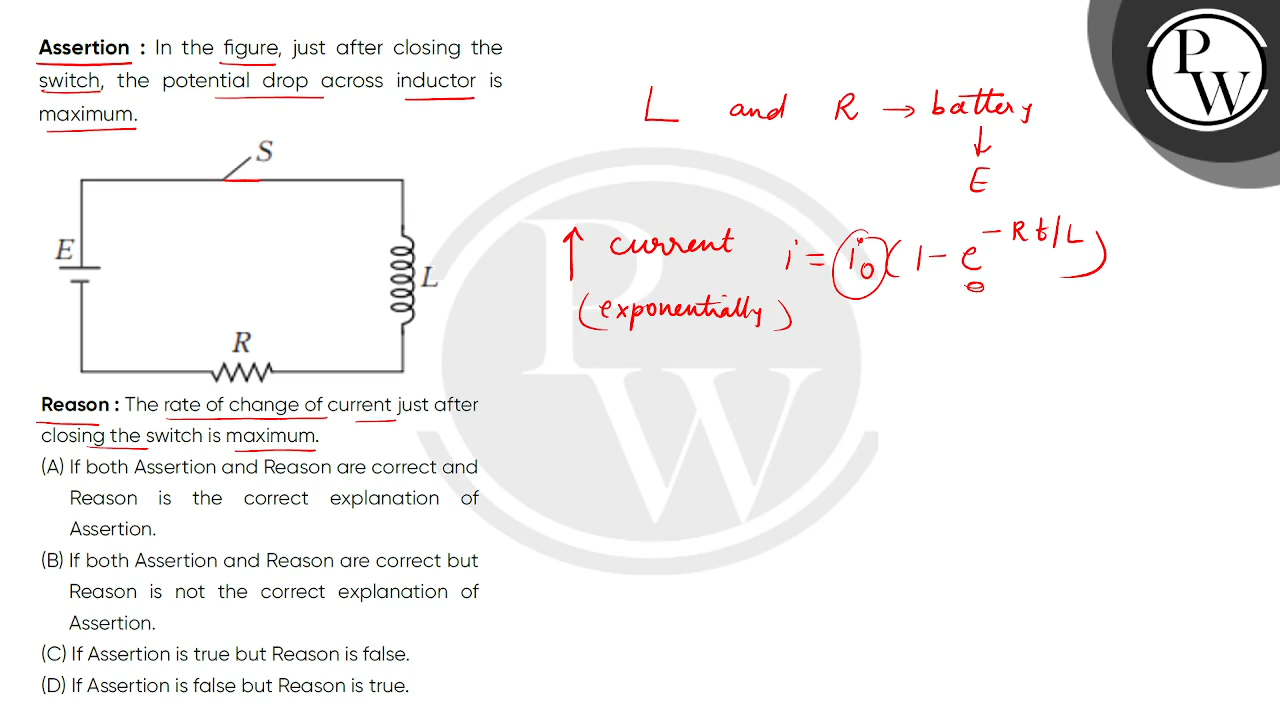 Assertion : In the figure, just after closing the
switch, the potential drop across inductor is
maximum.
S
E
L
R
Reason : The rate of change of current just after
closing the switch is maximum.
(A) If both Assertion and Reason are correct and
Reason is the correct explanation of
Assertion.
(B) If both Assertion and Reason are correct but
Reason is not the correct explanation of
Assertion.
(C) If Assertion is true but Reason is false.
(D) If Assertion is false but Reason is true.
L and R → battery
↓
E
↑ current i = i₀(1 - e^{-Rt/L})
(exponentially)
P
W
P
W